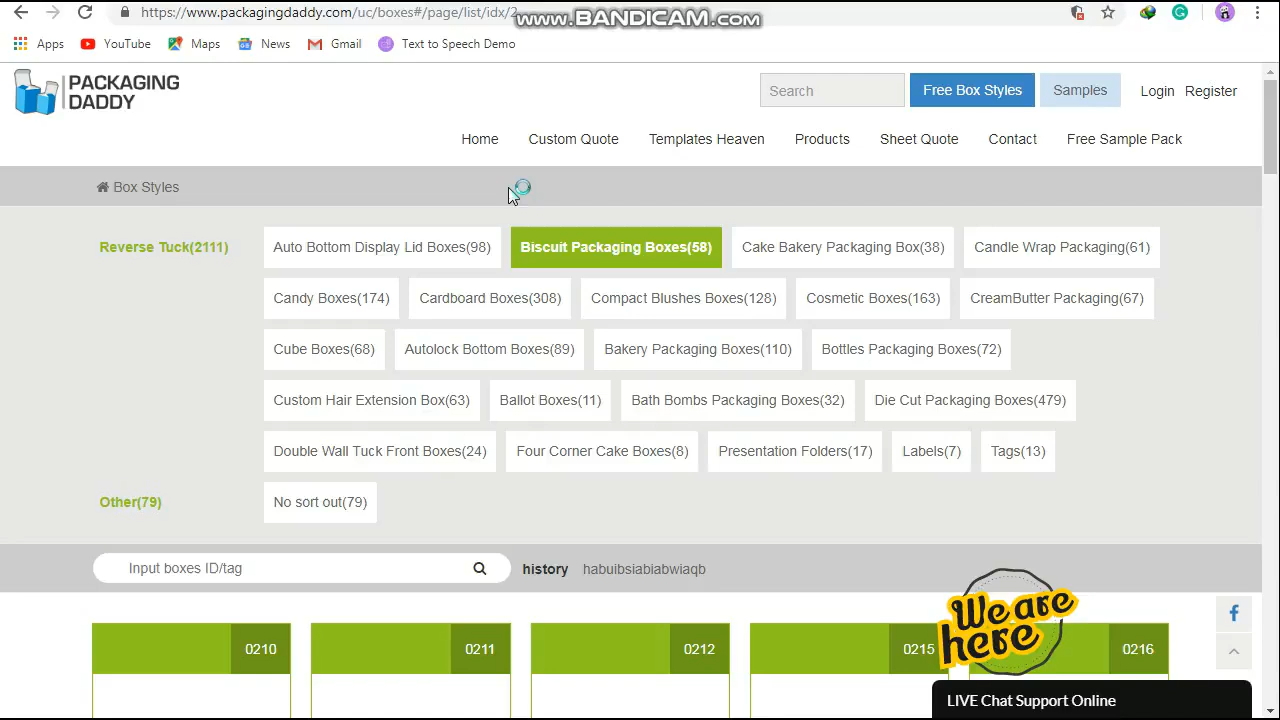 https://www.packagingdaddy.com/uc/boxes#/page/list/idx/2
www.BANDICAM.com
Apps YouTube Maps News Gmail Text to Speech Demo
PACKAGING
DADDY
Search Free Box Styles Samples Login Register
Home Custom Quote Templates Heaven Products Sheet Quote Contact Free Sample Pack
Box Styles
Reverse Tuck(2111) Auto Bottom Display Lid Boxes(98) Biscuit Packaging Boxes(58) Cake Bakery Packaging Box(38) Candle Wrap Packaging(61)
Candy Boxes(174) Cardboard Boxes(308) Compact Blushes Boxes(128) Cosmetic Boxes(163) CreamButter Packaging(67)
Cube Boxes(68) Autolock Bottom Boxes(89) Bakery Packaging Boxes(110) Bottles Packaging Boxes(72)
Custom Hair Extension Box(63) Ballot Boxes(11) Bath Bombs Packaging Boxes(32) Die Cut Packaging Boxes(479)
Double Wall Tuck Front Boxes(24) Four Corner Cake Boxes(8) Presentation Folders(17) Labels(7) Tags(13)
Other(79) No sort out(79)
Input boxes ID/tag history habuibsiabiabwiaqb
We are
here
0210 0211 0212 0215 0216
LIVE Chat Support Online